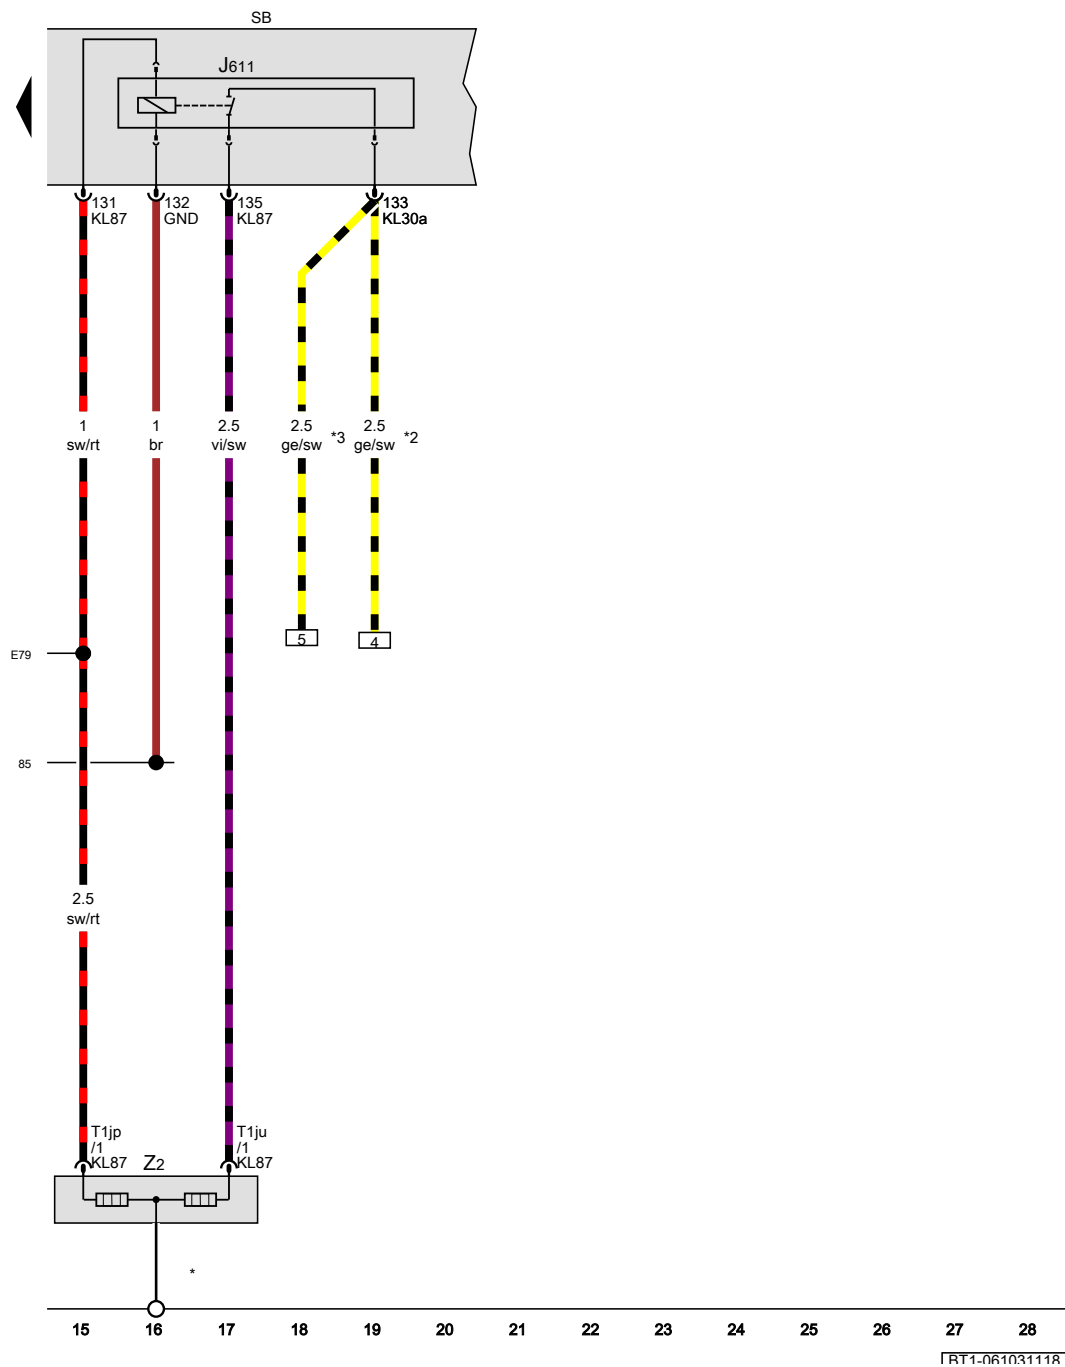 SB
J611
131
KL87
132
GND
135
KL87
133
KL30a
1
sw/rt
1
br
2.5
vi/sw
2.5
ge/sw
*3
2.5
ge/sw
*2
5
4
E79
85
2.5
sw/rt
T1jp
/1
KL87
Z2
T1ju
/1
KL87
*
15 16 17 18 19 20 21 22 23 24 25 26 27 28
BT1-061031118